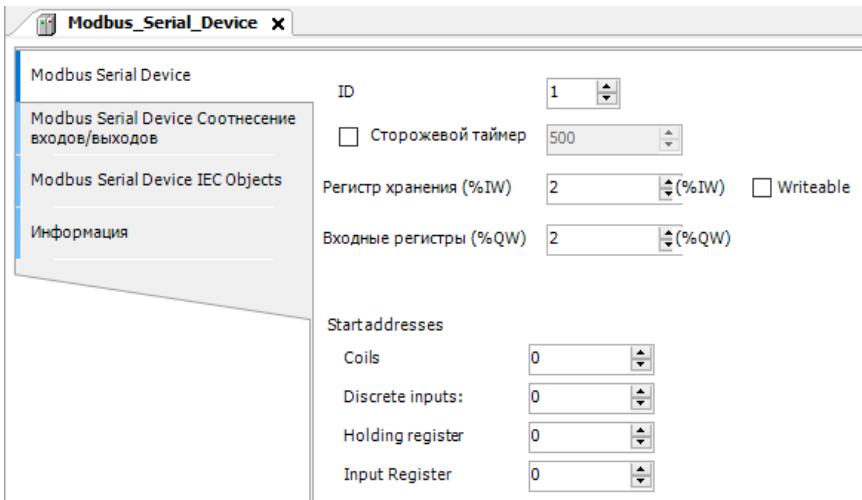 Modbus_Serial_Device x
Modbus Serial Device
Modbus Serial Device Соотнесение
входов/выходов
Modbus Serial Device IEC Objects
Информация
ID 1
Сторожевой таймер 500
Регистр хранения (%IW) 2 (%IW) Writeable
Входные регистры (%QW) 2 (%QW)
Startaddresses
Coils 0
Discrete inputs: 0
Holding register 0
Input Register 0